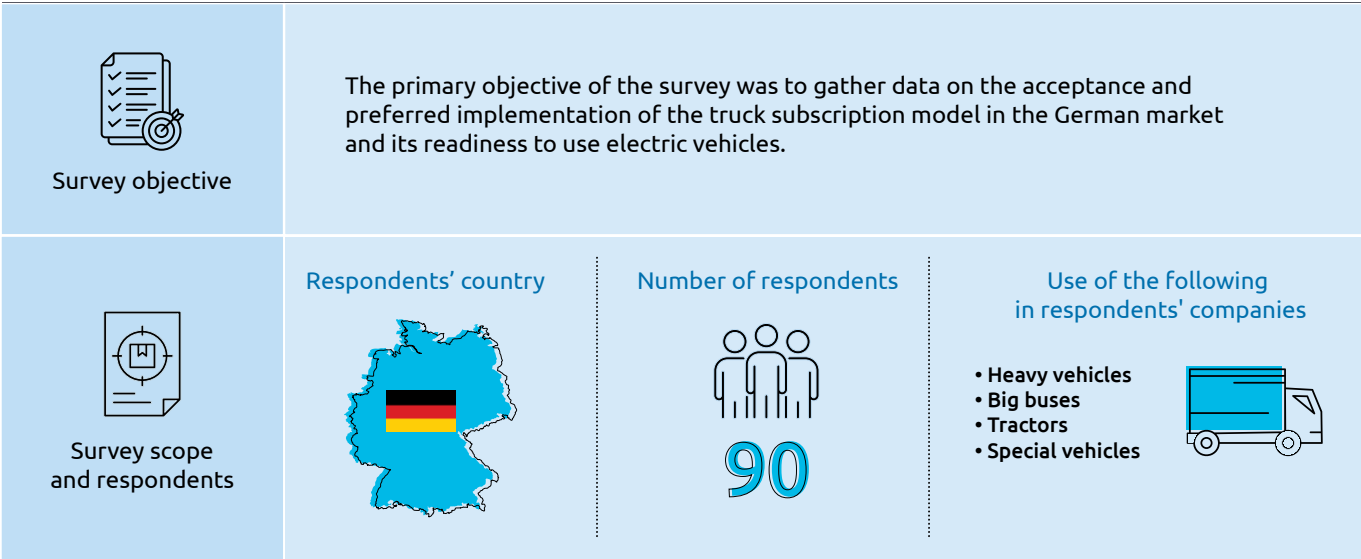 The primary objective of the survey was to gather data on the acceptance and
preferred implementation of the truck subscription model in the German market
and its readiness to use electric vehicles.
Survey objective
Respondents’ country
Number of respondents
Use of the following
in respondents' companies
• Heavy vehicles
• Big buses
• Tractors
• Special vehicles
Survey scope
and respondents
90